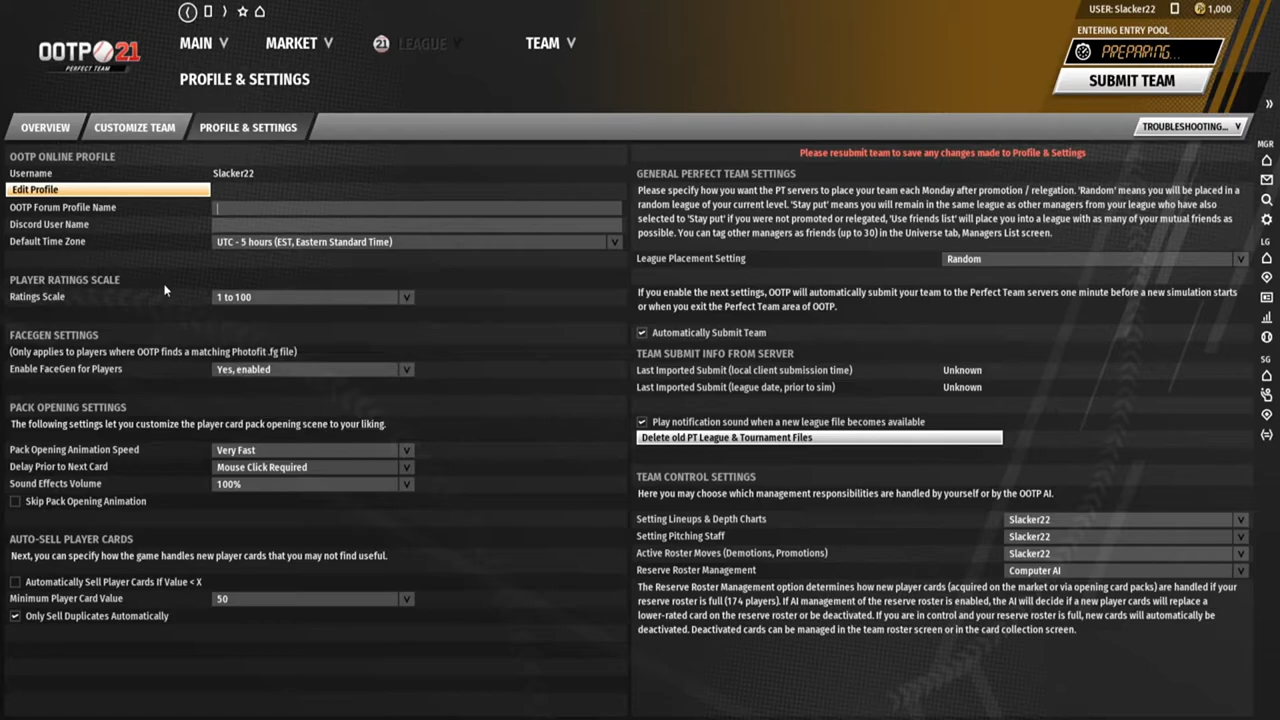 USER: Slacker22
1,000
ENTERING ENTRY POOL
PREPARING...
SUBMIT TEAM
OOTP 21
PERFECT TEAM
MAIN
MARKET
21 LEAGUE
TEAM
PROFILE & SETTINGS
OVERVIEW
CUSTOMIZE TEAM
PROFILE & SETTINGS
TROUBLESHOOTING...
OOTP ONLINE PROFILE
Username Slacker22
Edit Profile
OOTP Forum Profile Name
Discord User Name
Default Time Zone UTC - 5 hours (EST, Eastern Standard Time)
PLAYER RATINGS SCALE
Ratings Scale 1 to 100
FACEGEN SETTINGS
(Only applies to players where OOTP finds a matching Photofit .fg file)
Enable FaceGen for Players Yes, enabled
PACK OPENING SETTINGS
The following settings let you customize the player card pack opening scene to your liking.
Pack Opening Animation Speed Very Fast
Delay Prior to Next Card Mouse Click Required
Sound Effects Volume 100%
Skip Pack Opening Animation
AUTO-SELL PLAYER CARDS
Next, you can specify how the game handles new player cards that you may not find useful.
Automatically Sell Player Cards If Value < X
Minimum Player Card Value 50
Only Sell Duplicates Automatically
Please resubmit team to save any changes made to Profile & Settings
GENERAL PERFECT TEAM SETTINGS
Please specify how you want the PT servers to place your team each Monday after promotion / relegation. 'Random' means you will be placed in a
random league of your current level. 'Stay put' means you will remain in the same league as other managers from your league who have also
selected to 'Stay put' if you were not promoted or relegated, 'Use friends list' will place you into a league with as many of your mutual friends as
possible. You can tag other managers as friends (up to 30) in the Universe tab, Managers List screen.
League Placement Setting Random
If you enable the next settings, OOTP will automatically submit your team to the Perfect Team servers one minute before a new simulation starts
or when you exit the Perfect Team area of OOTP.
Automatically Submit Team
TEAM SUBMIT INFO FROM SERVER
Last Imported Submit (local client submission time) Unknown
Last Imported Submit (league date, prior to sim) Unknown
Play notification sound when a new league file becomes available
Delete old PT League & Tournament Files
TEAM CONTROL SETTINGS
Here you may choose which management responsibilities are handled by yourself or by the OOTP AI.
Setting Lineups & Depth Charts Slacker22
Setting Pitching Staff Slacker22
Active Roster Moves (Demotions, Promotions) Slacker22
Reserve Roster Management Computer AI
The Reserve Roster Management option determines how new player cards (acquired on the market or via opening card packs) are handled if your
reserve roster is full (174 players). If AI management of the reserve roster is enabled, the AI will decide if a new player cards will replace a
lower-rated card on the reserve roster or be deactivated. If you are in control and your reserve roster is full, new cards will automatically be
deactivated. Deactivated cards can be managed in the team roster screen or in the card collection screen.
MGR
LG
SG